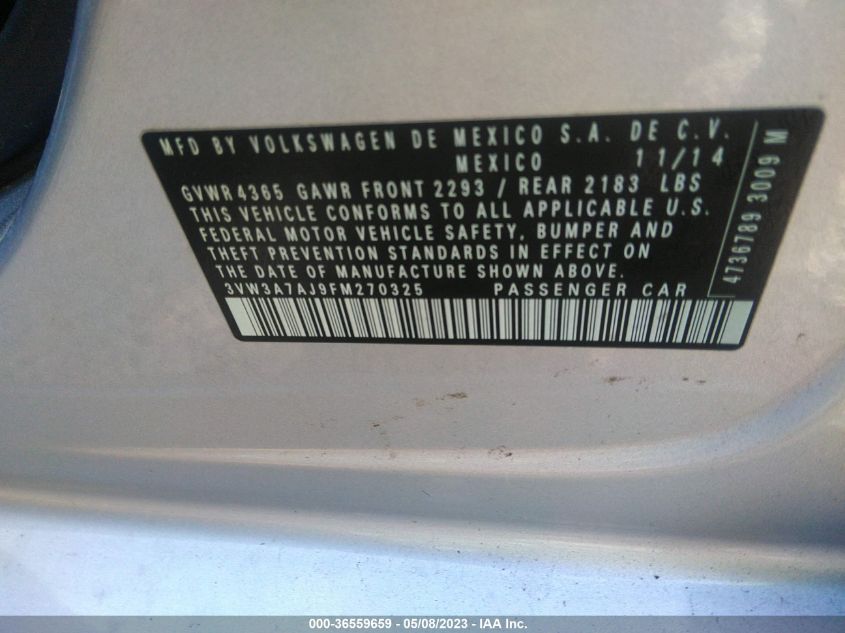 MFD BY VOLKSWAGEN DE MEXICO S.A. DE C.V.
MEXICO 11/14
GVWR 4365 GAWR FRONT 2293 / REAR 2183 LBS
THIS VEHICLE CONFORMS TO ALL APPLICABLE U.S.
FEDERAL MOTOR VEHICLE SAFETY, BUMPER AND
THEFT PREVENTION STANDARDS IN EFFECT ON
THE DATE OF MANUFACTURE SHOWN ABOVE.
3VW3A7AJ9FM270325 PASSENGER CAR
4736789 3009 M
000-36559659 - 05/08/2023 - IAA Inc.